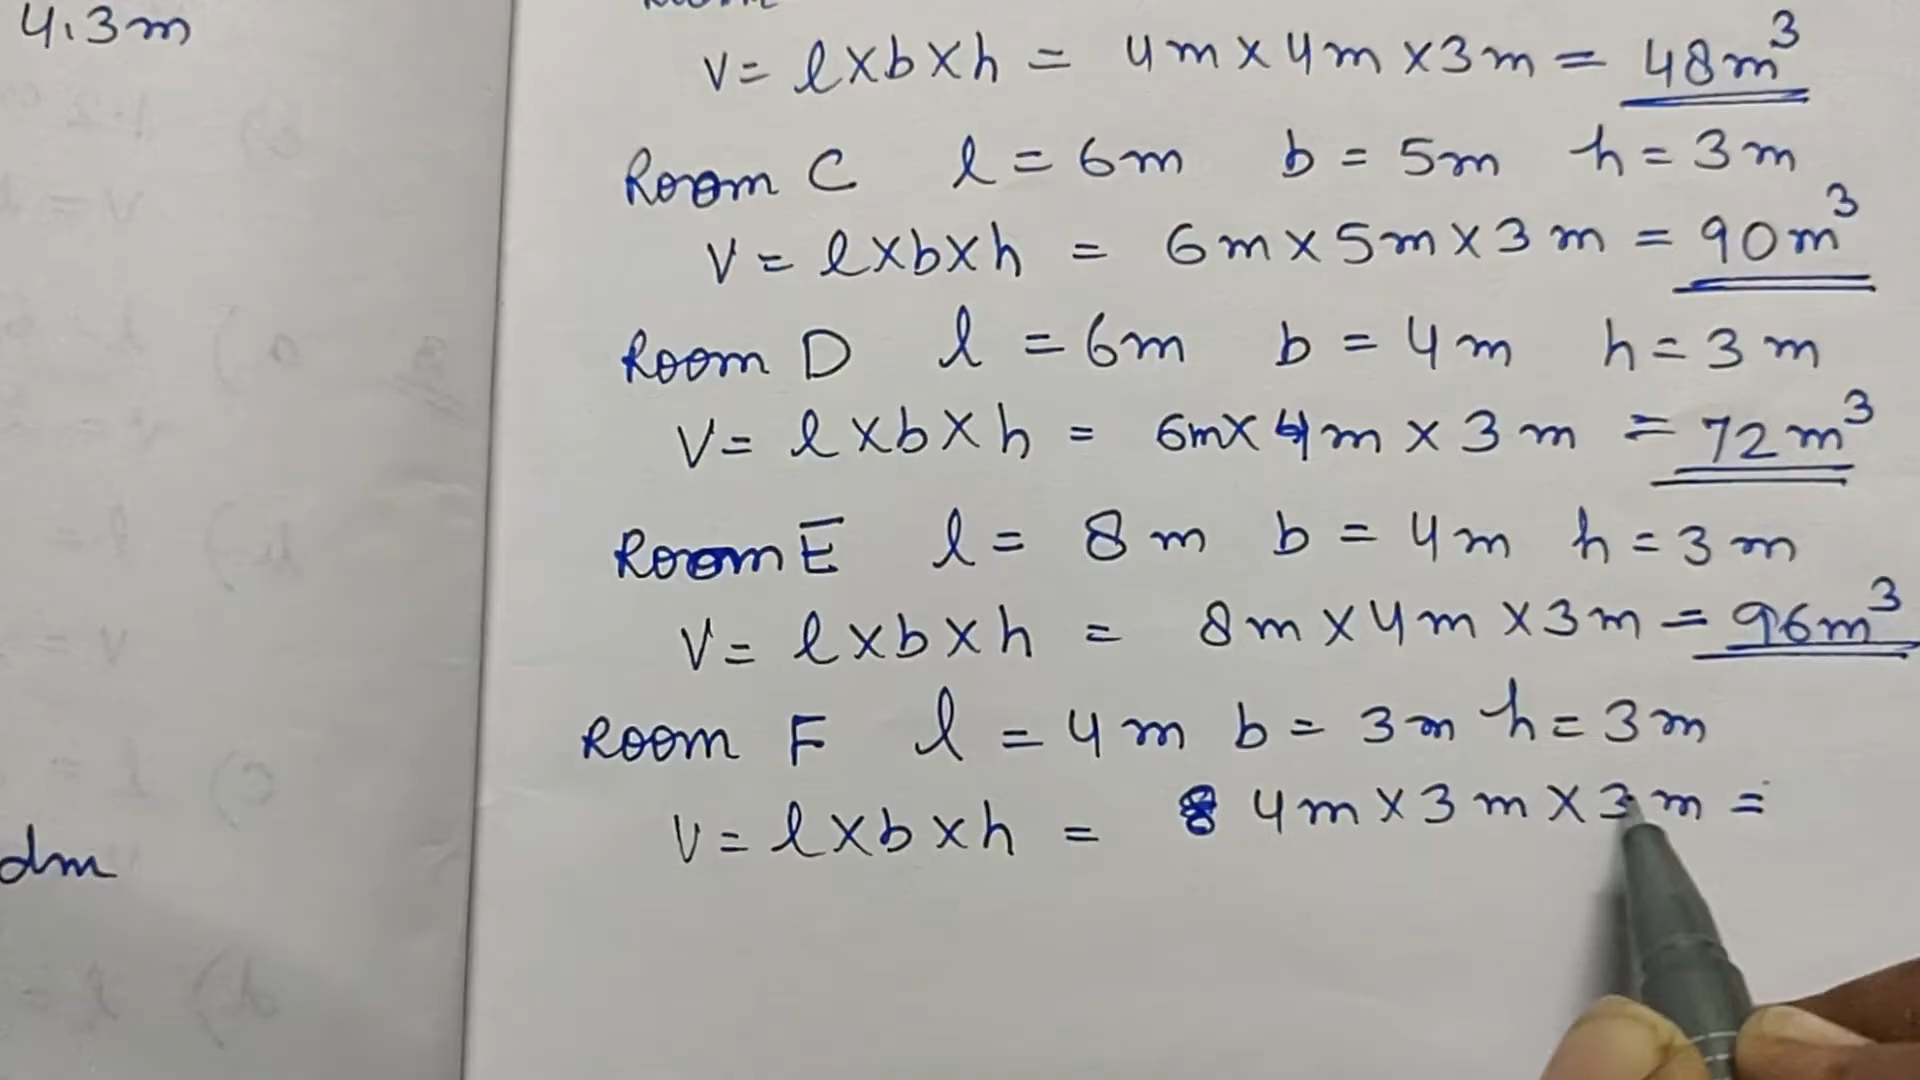 4.3m
V = l×b×h = 4m×4m×3m = 48m³
Room C l = 6m b = 5m h = 3m
V = l×b×h = 6m×5m×3m = 90m³
Room D l = 6m b = 4m h = 3m
V = l×b×h = 6m×4m×3m = 72m³
Room E l = 8m b = 4m h = 3m
V = l×b×h = 8m×4m×3m = 96m³
Room F l = 4m b = 3m h = 3m
V = l×b×h = 4m×3m×3m =
dm